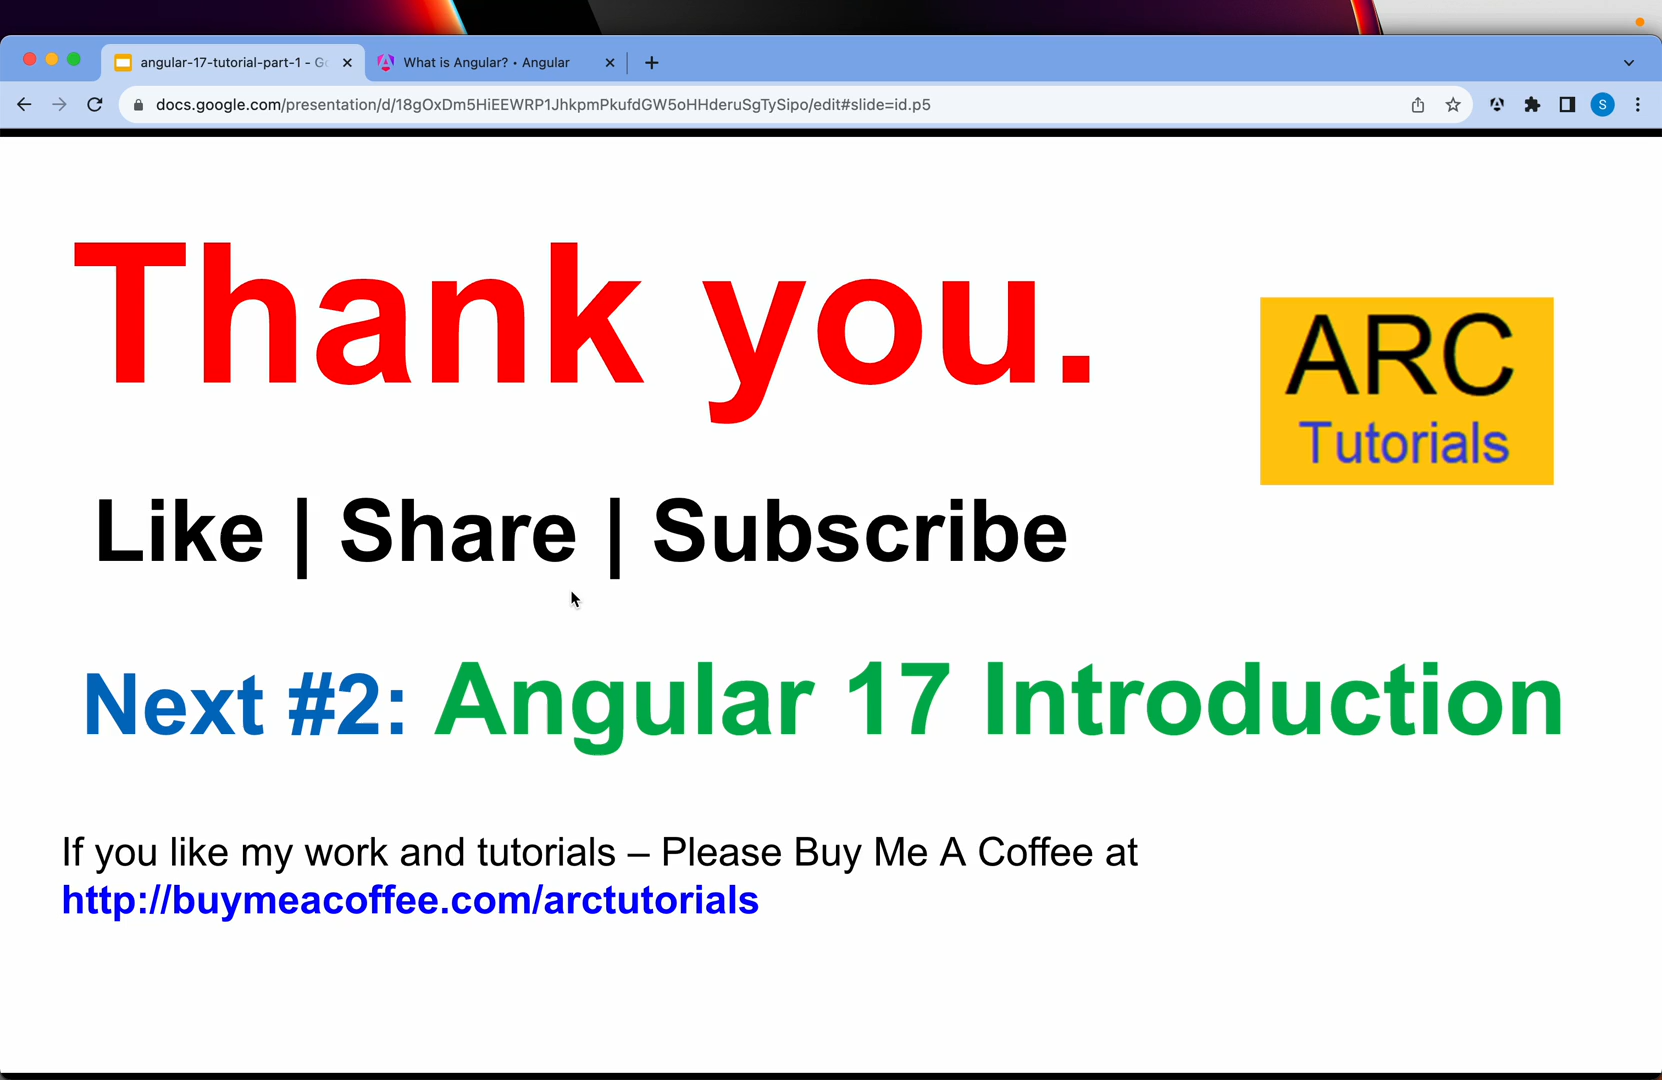 angular-17-tutorial-part-1 - Go
What is Angular? • Angular
docs.google.com/presentation/d/18gOxDm5HiEEWRP1JhkpmPkufdGW5oHHderuSgTySipo/edit#slide=id.p5
S
Thank you.
ARC
Tutorials
Like | Share | Subscribe
Next #2: Angular 17 Introduction
If you like my work and tutorials – Please Buy Me A Coffee at
http://buymeacoffee.com/arctutorials